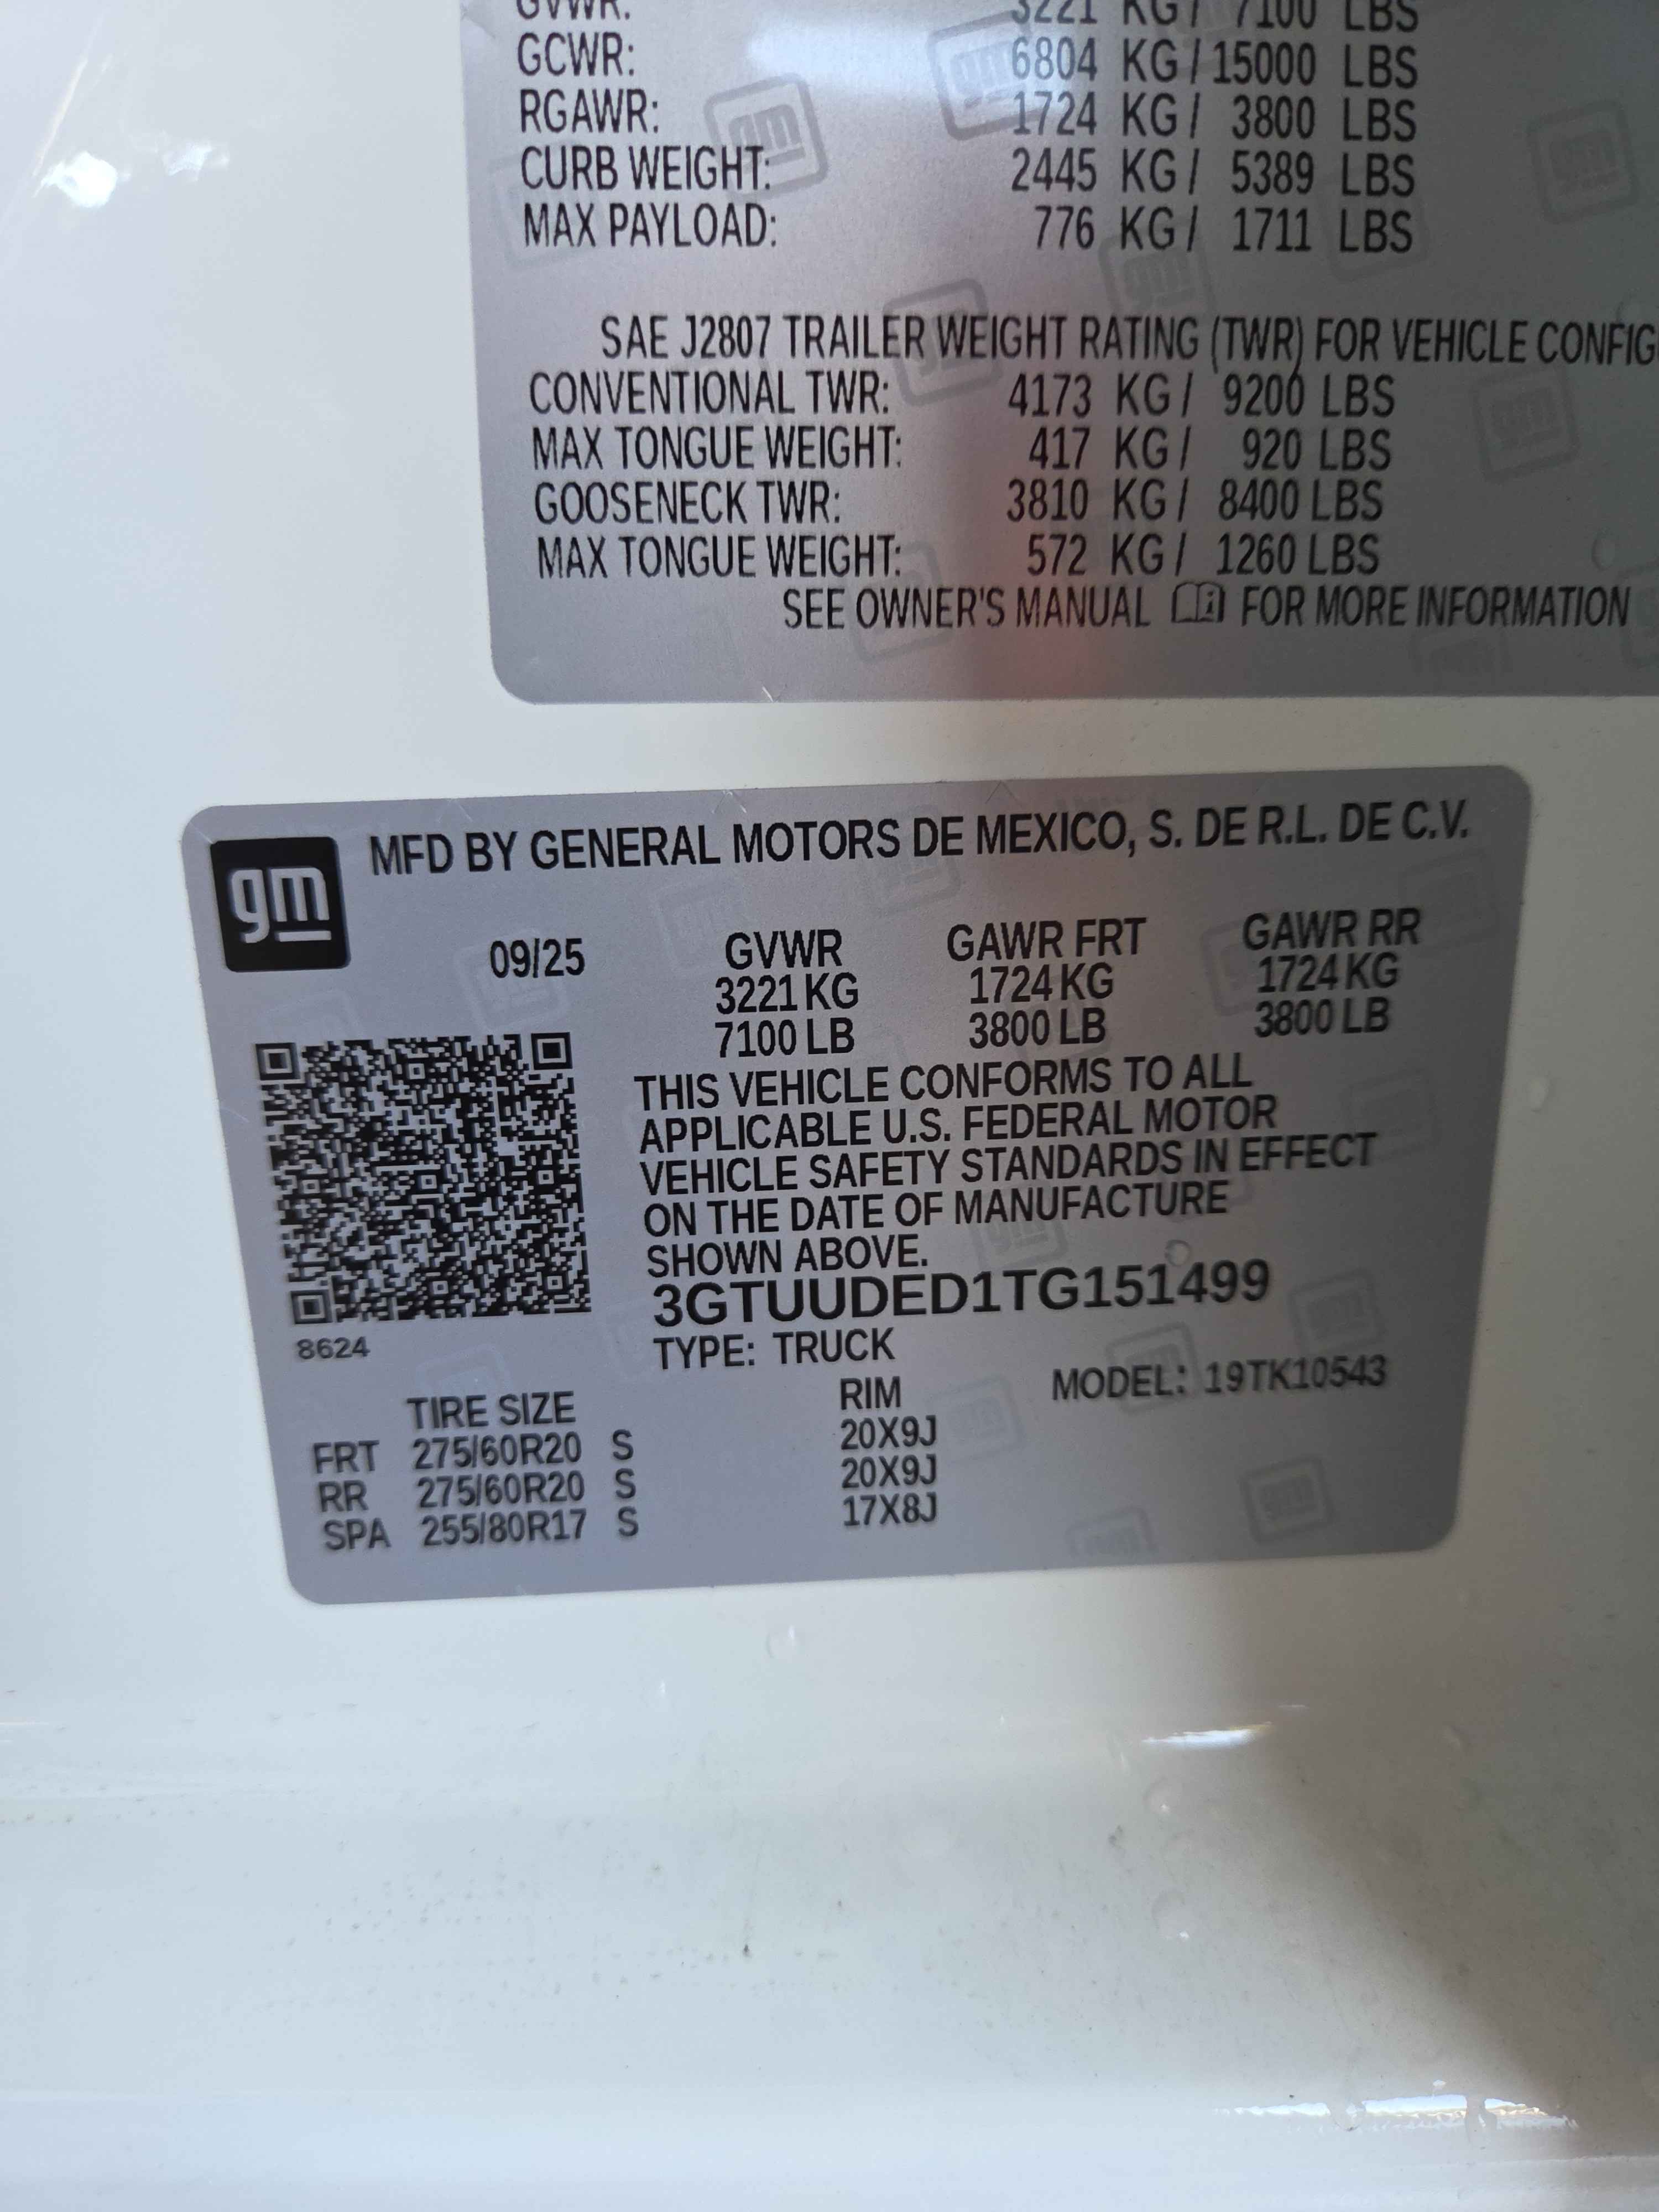 GVWR: 3221 KG / 7100 LBS
GCWR: 6804 KG / 15000 LBS
RGAWR: 1724 KG / 3800 LBS
CURB WEIGHT: 2445 KG / 5389 LBS
MAX PAYLOAD: 776 KG / 1711 LBS
SAE J2807 TRAILER WEIGHT RATING (TWR) FOR VEHICLE CONFIG
CONVENTIONAL TWR: 4173 KG / 9200 LBS
MAX TONGUE WEIGHT: 417 KG / 920 LBS
GOOSENECK TWR: 3810 KG / 8400 LBS
MAX TONGUE WEIGHT: 572 KG / 1260 LBS
SEE OWNER'S MANUAL FOR MORE INFORMATION
gm
MFD BY GENERAL MOTORS DE MEXICO, S. DE R.L. DE C.V.
09/25 GVWR GAWR FRT GAWR RR
3221 KG 1724 KG 1724 KG
7100 LB 3800 LB 3800 LB
THIS VEHICLE CONFORMS TO ALL
APPLICABLE U.S. FEDERAL MOTOR
VEHICLE SAFETY STANDARDS IN EFFECT
ON THE DATE OF MANUFACTURE
SHOWN ABOVE.
3GTUUDED1TG151499
8624
TYPE: TRUCK
MODEL: 19TK10543
TIRE SIZE RIM
FRT 275/60R20 S 20X9J
RR 275/60R20 S 20X9J
SPA 255/80R17 S 17X8J